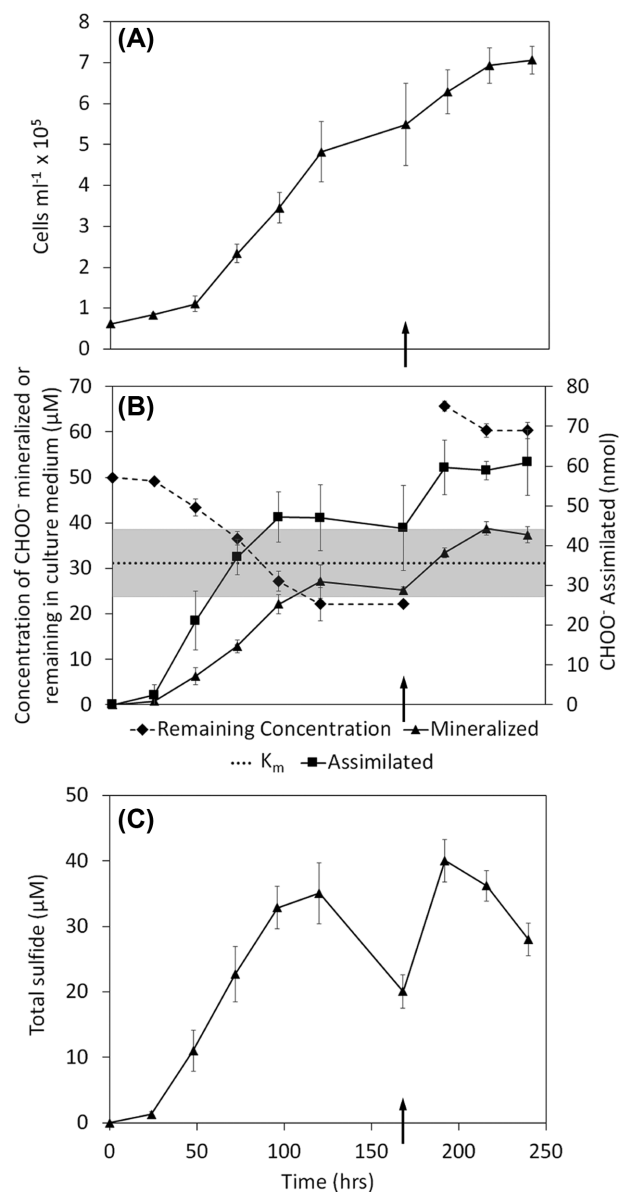 (A)
8
7
6
5
4
3
2
1
0
Cells ml⁻¹ x 10⁵
(B)
70
60
50
40
30
20
10
0
Concentration of CHOO⁻ mineralized or
remaining in culture medium (µM)
80
70
60
50
40
30
20
10
0
CHOO⁻ Assimilated (nmol)
Remaining Concentration Mineralized
Kₘ Assimilated
(C)
50
40
30
20
10
0
Total sulfide (µM)
0 50 100 150 200 250
Time (hrs)